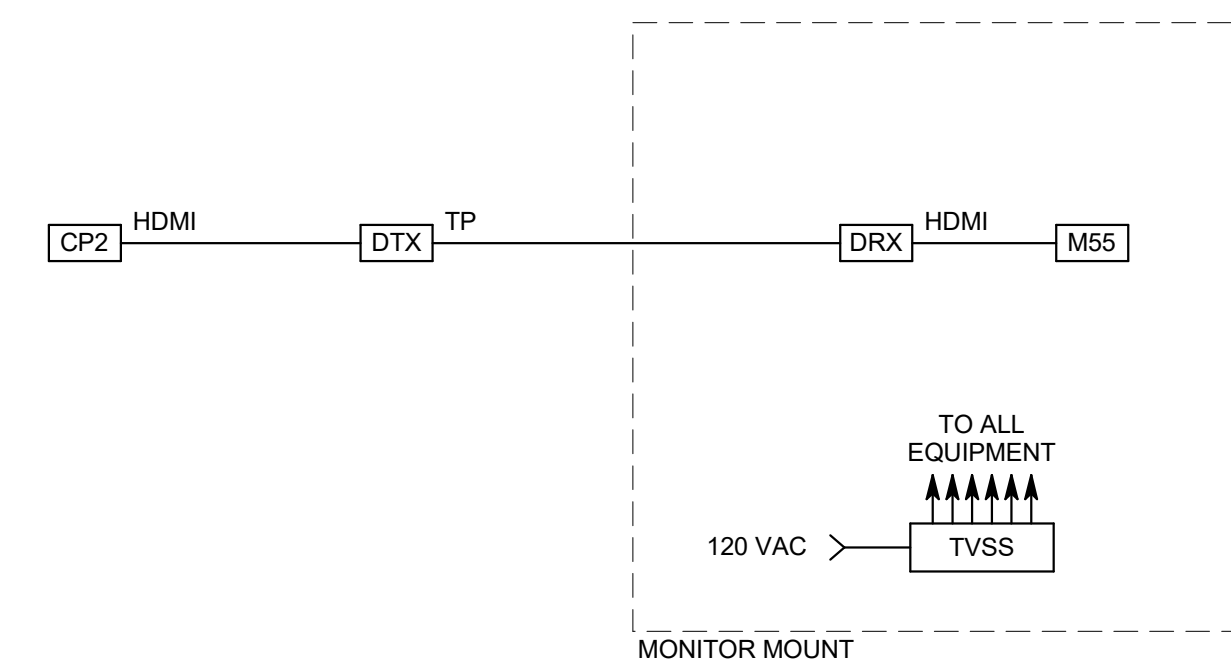 HDMI
TP
HDMI
CP2
DTX
DRX
M55
TO ALL
EQUIPMENT
120 VAC
TVSS
MONITOR MOUNT